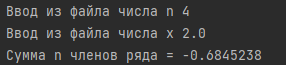 Ввод из файла числа n 4
Ввод из файла числа x 2.0
Сумма n членов ряда = -0.6845238